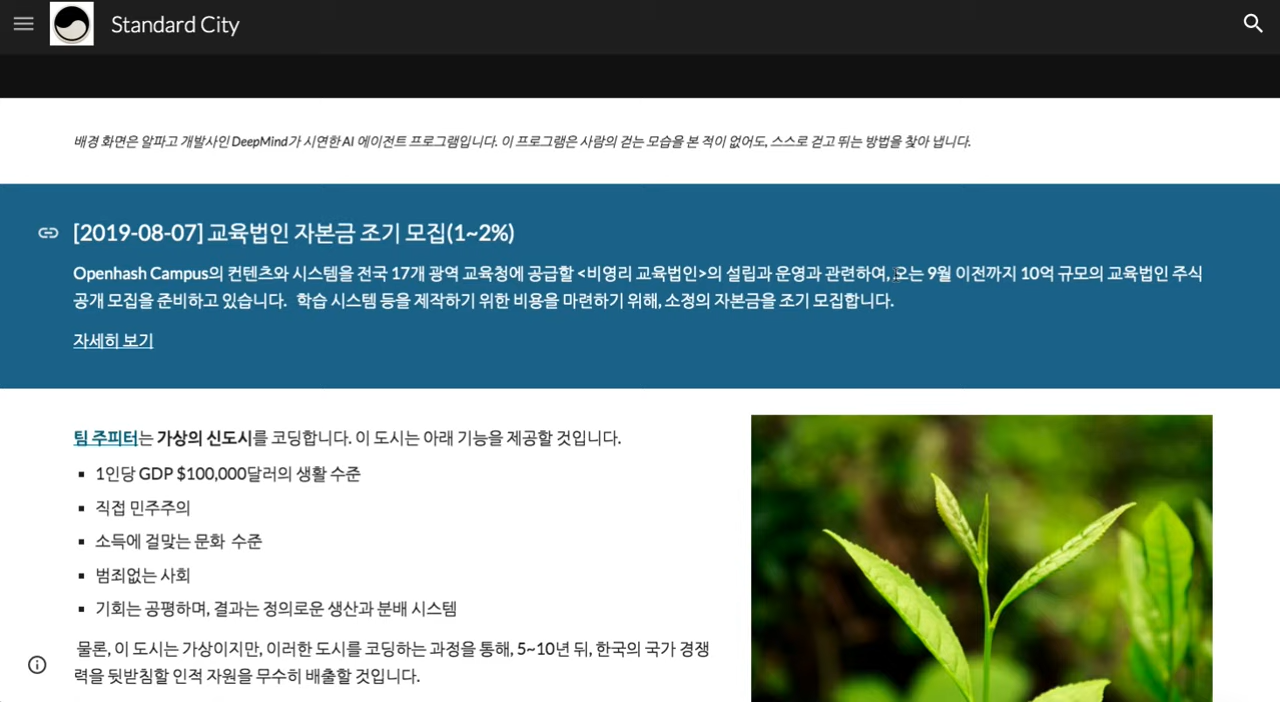 Standard City
배경 화면은 알파고 개발사인 DeepMind가 시연한 AI 에이전트 프로그램입니다. 이 프로그램은 사람의 걷는 모습을 본 적이 없어도, 스스로 걷고 뛰는 방법을 찾아 냅니다.
[2019-08-07] 교육법인 자본금 조기 모집(1~2%)
Openhash Campus의 컨텐츠와 시스템을 전국 17개 광역 교육청에 공급할 <비영리 교육법인>의 설립과 운영과 관련하여, 오는 9월 이전까지 10억 규모의 교육법인 주식
공개 모집을 준비하고 있습니다. 학습 시스템 등을 제작하기 위한 비용을 마련하기 위해, 소정의 자본금을 조기 모집합니다.
자세히 보기
팀 주피터는 가상의 신도시를 코딩합니다. 이 도시는 아래 기능을 제공할 것입니다.
▪ 1인당 GDP $100,000달러의 생활 수준
▪ 직접 민주주의
▪ 소득에 걸맞는 문화 수준
▪ 범죄없는 사회
▪ 기회는 공평하며, 결과는 정의로운 생산과 분배 시스템
물론, 이 도시는 가상이지만, 이러한 도시를 코딩하는 과정을 통해, 5~10년 뒤, 한국의 국가 경쟁
력을 뒷받침할 인적 자원을 무수히 배출할 것입니다.